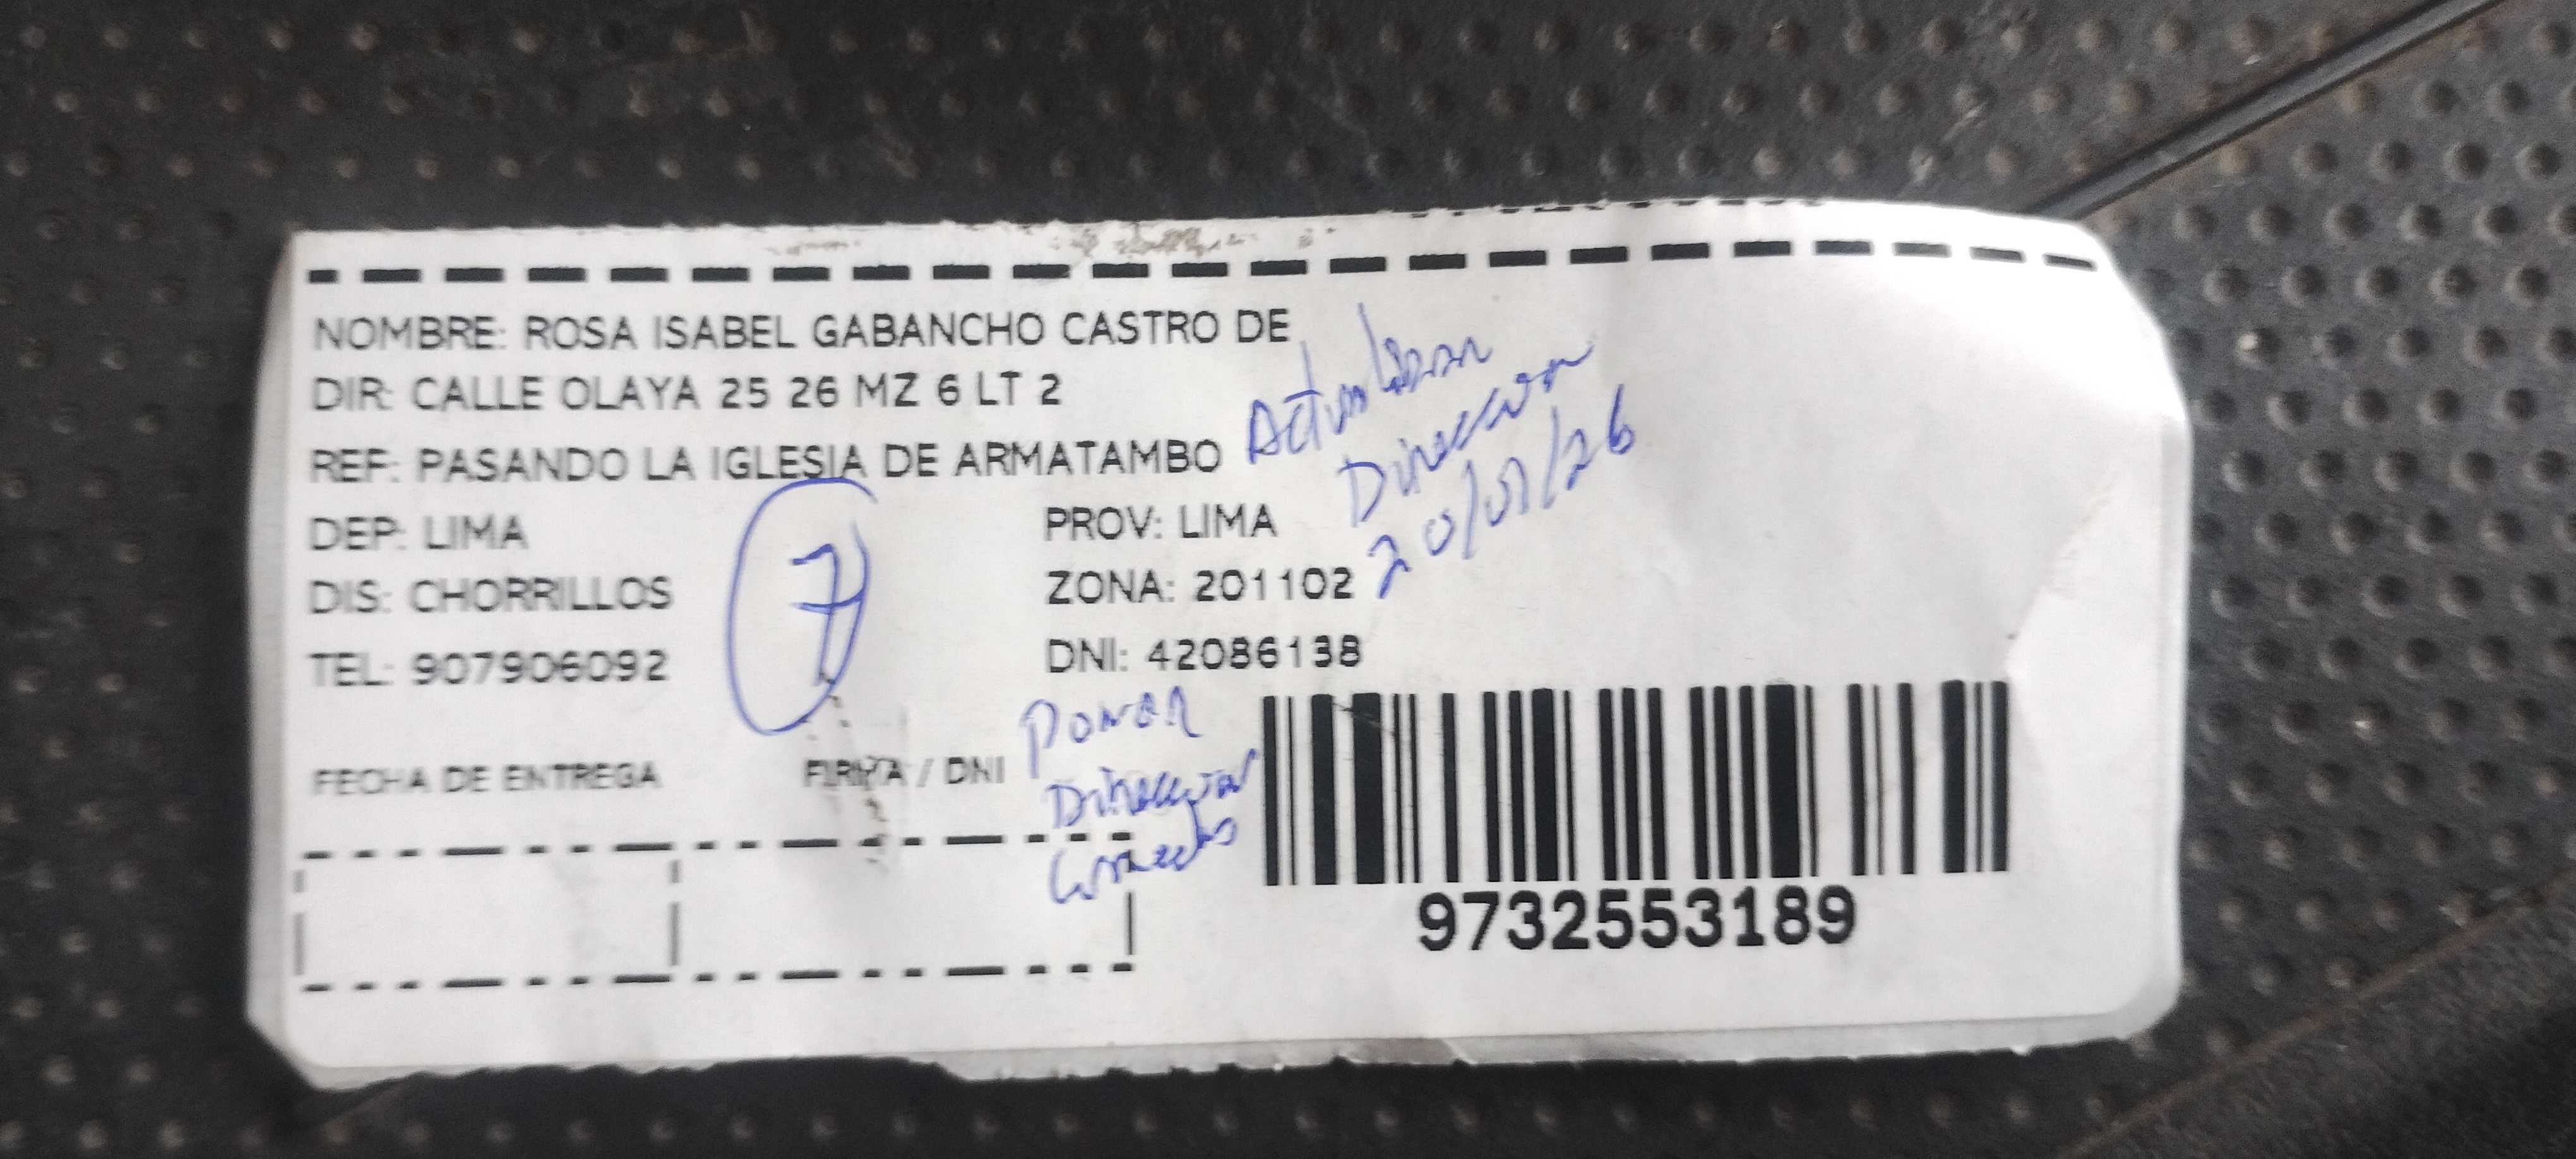 NOMBRE: ROSA ISABEL GABANCHO CASTRO DE
DIR: CALLE OLAYA 25 26 MZ 6 LT 2
REF: PASANDO LA IGLESIA DE ARMATAMBO
Actualizar
Direccion
20/01/26
DEP: LIMA
PROV: LIMA
DIS: CHORRILLOS
7
ZONA: 201102
TEL: 907906092
DNI: 42086138
FECHA DE ENTREGA
FIRMA / DNI
Poner
Direccion
Correcta
9732553189